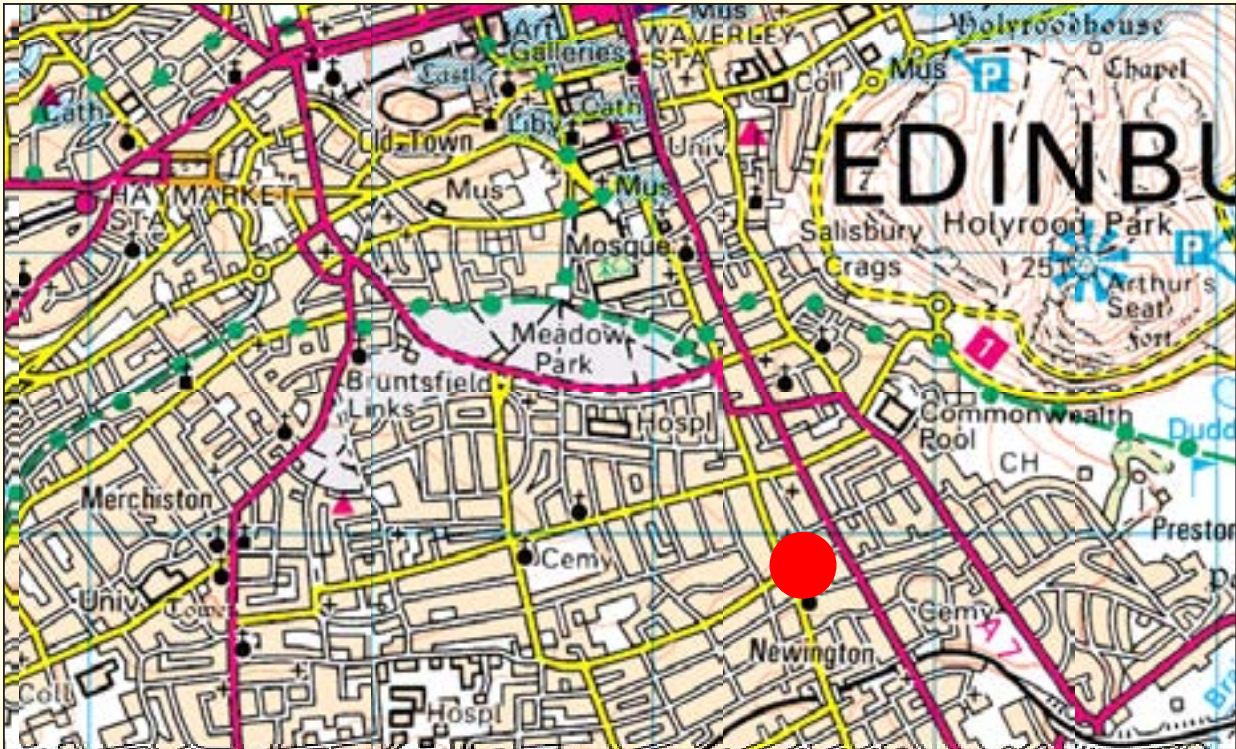 Mus
Holyroodhouse
Art
Galleries
WAVERLEY
STA
Castle
Coll
Mus
P
Chapel
Cath
Cath
Liby
Old Town
Univ
EDINBU
HAYMARKET
STA
Mus
Mus
Mosque
Salisbury
Crags
Holyrood Park
P
251
Arthur's
Seat
Fort
Meadow
Park
1
Bruntsfield
Links
Hospl
Commonwealth
Pool
Dudd
CH
Merchiston
Preston
Cemy
Univ
Tower
Cemy
A 7
Newington
Coll
Hospl